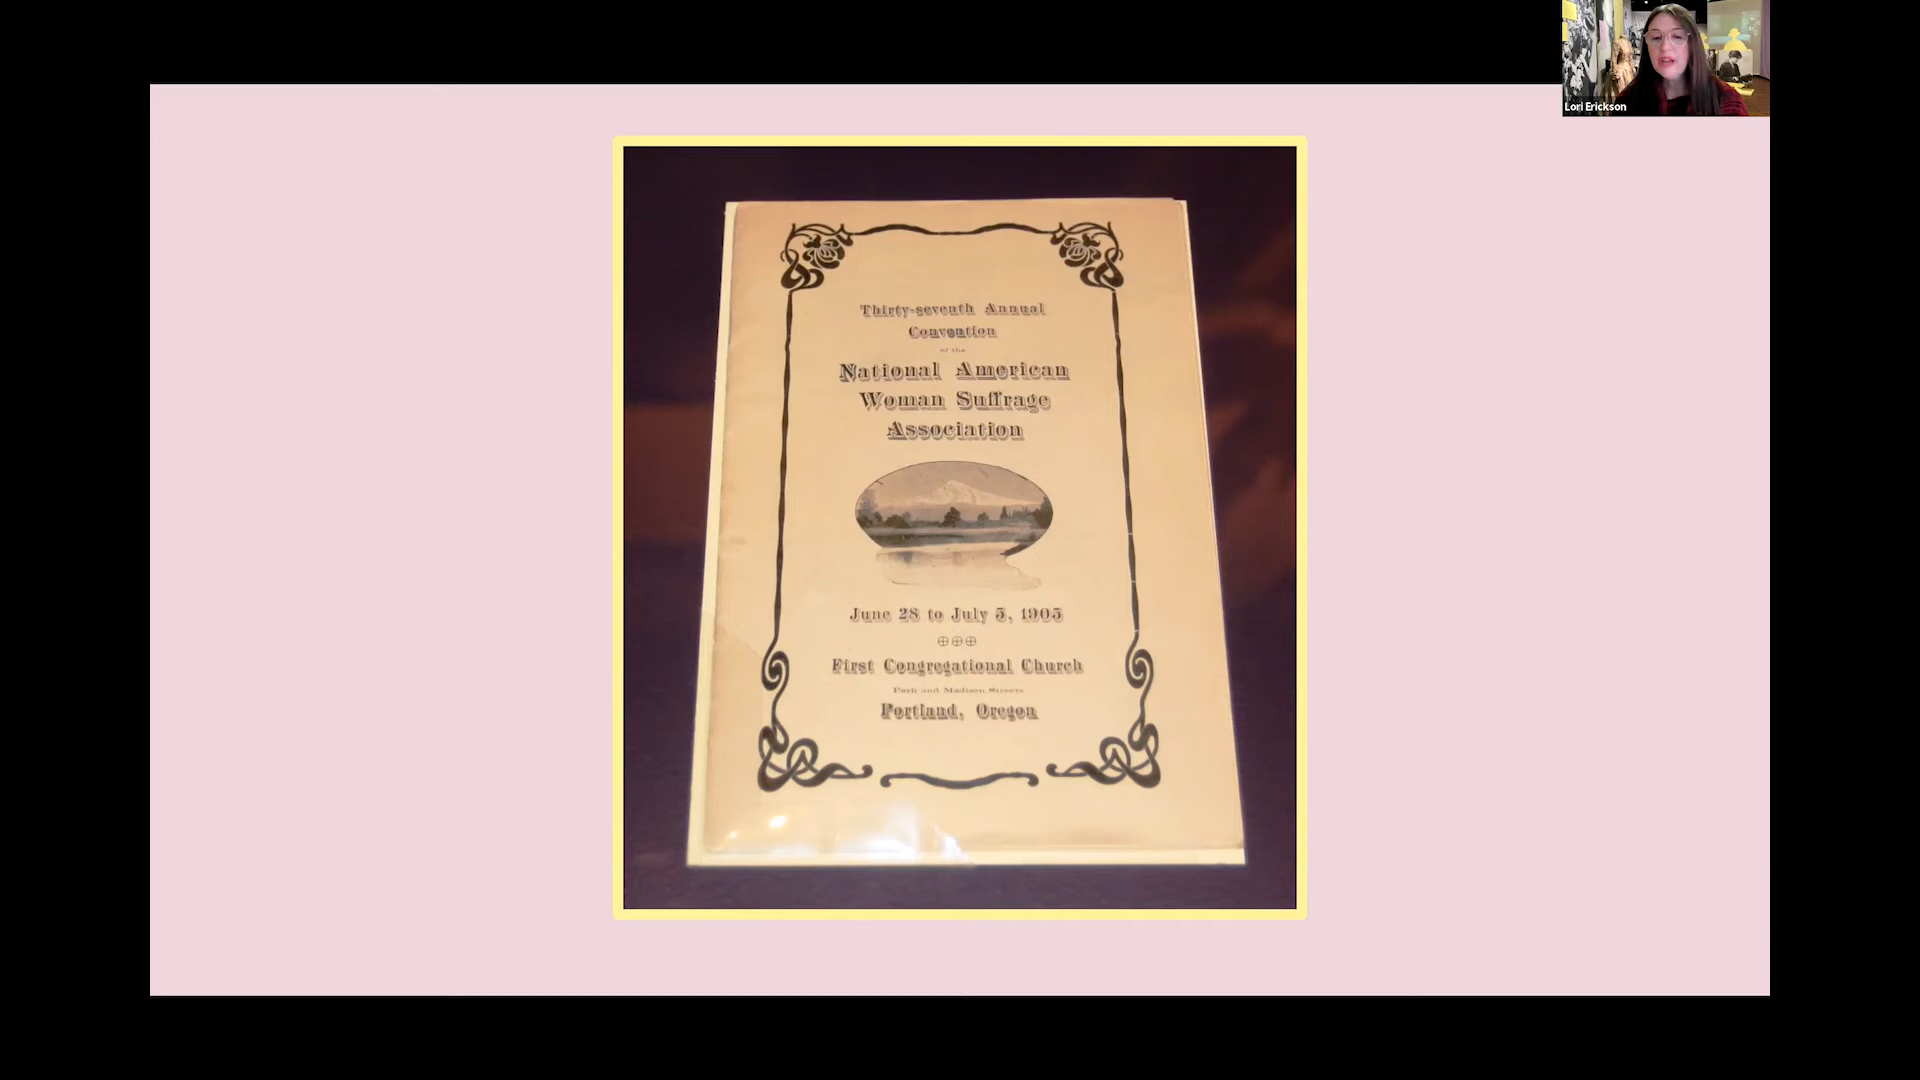 Lori Erickson
Thirty-seventh Annual
Convention
of the
National American
Woman Suffrage
Association
June 28 to July 5, 1905
First Congregational Church
Park and Madison Streets
Portland, Oregon